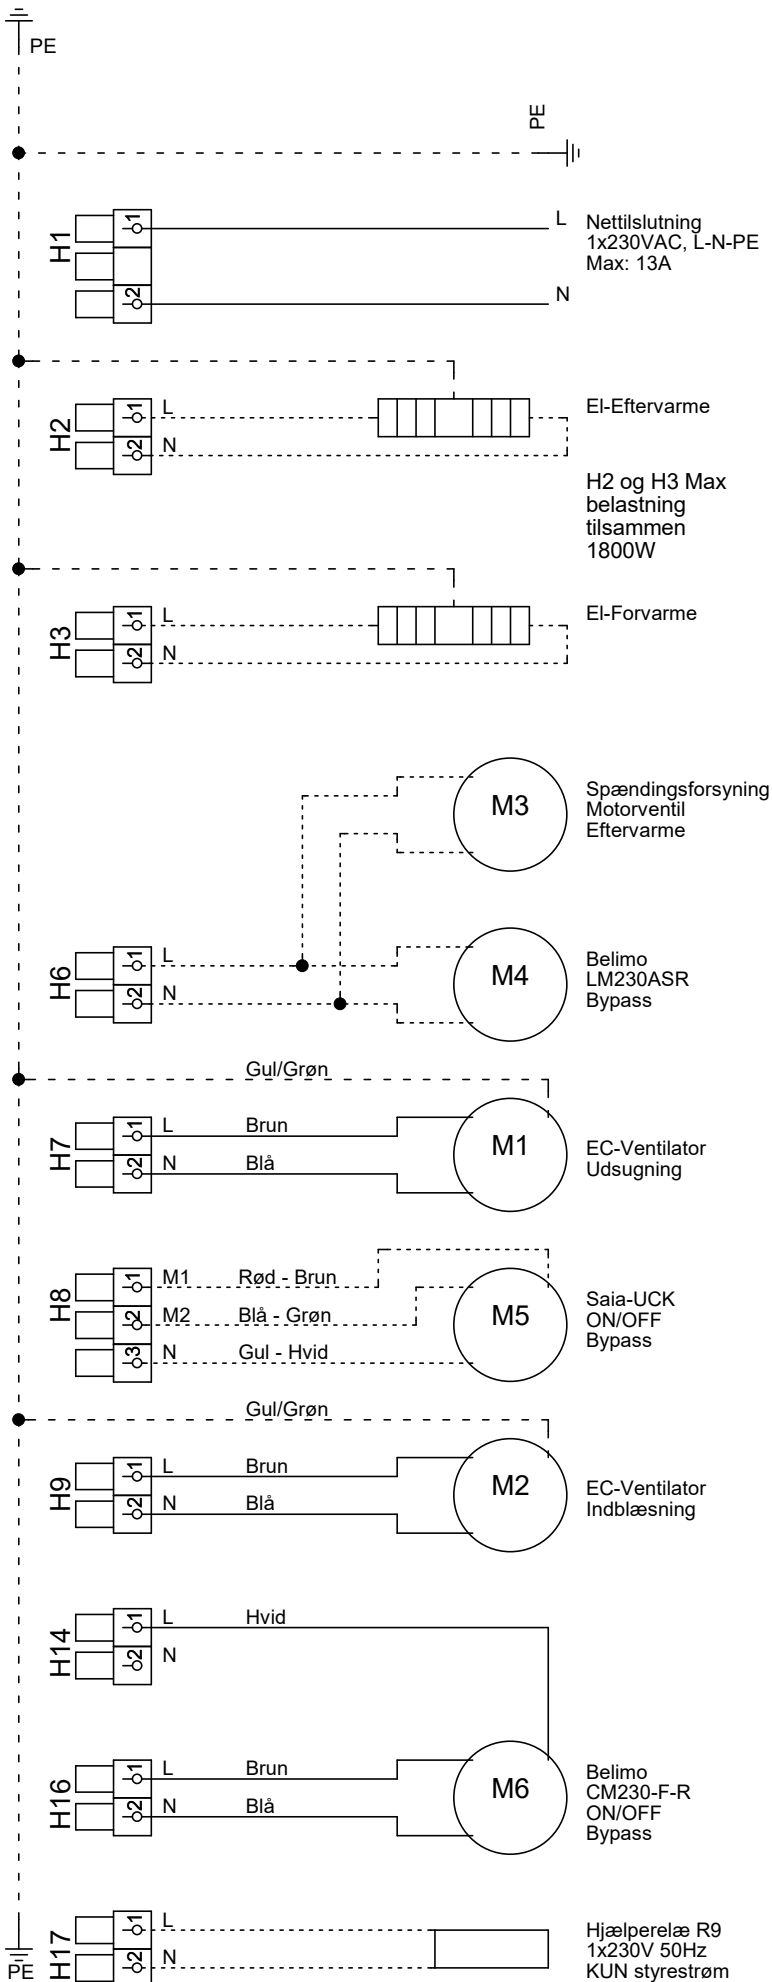 PE
PE
H1
1
2
L
N
Nettilslutning
1x230VAC, L-N-PE
Max: 13A
H2
1
2
L
N
El-Eftervarme
H2 og H3 Max
belastning
tilsammen
1800W
H3
1
2
L
N
El-Forvarme
M3
Spændingsforsyning
Motorventil
Eftervarme
H6
1
2
L
N
M4
Belimo
LM230ASR
Bypass
Gul/Grøn
H7
1
2
L Brun
N Blå
M1
EC-Ventilator
Udsugning
H8
1
2
3
M1 Rød - Brun
M2 Blå - Grøn
N Gul - Hvid
M5
Saia-UCK
ON/OFF
Bypass
Gul/Grøn
H9
1
2
L Brun
N Blå
M2
EC-Ventilator
Indblæsning
H14
1
2
L Hvid
N
H16
1
2
L Brun
N Blå
M6
Belimo
CM230-F-R
ON/OFF
Bypass
H17
1
2
L
N
Hjælperelæ R9
1x230V 50Hz
KUN styrestrøm
PE